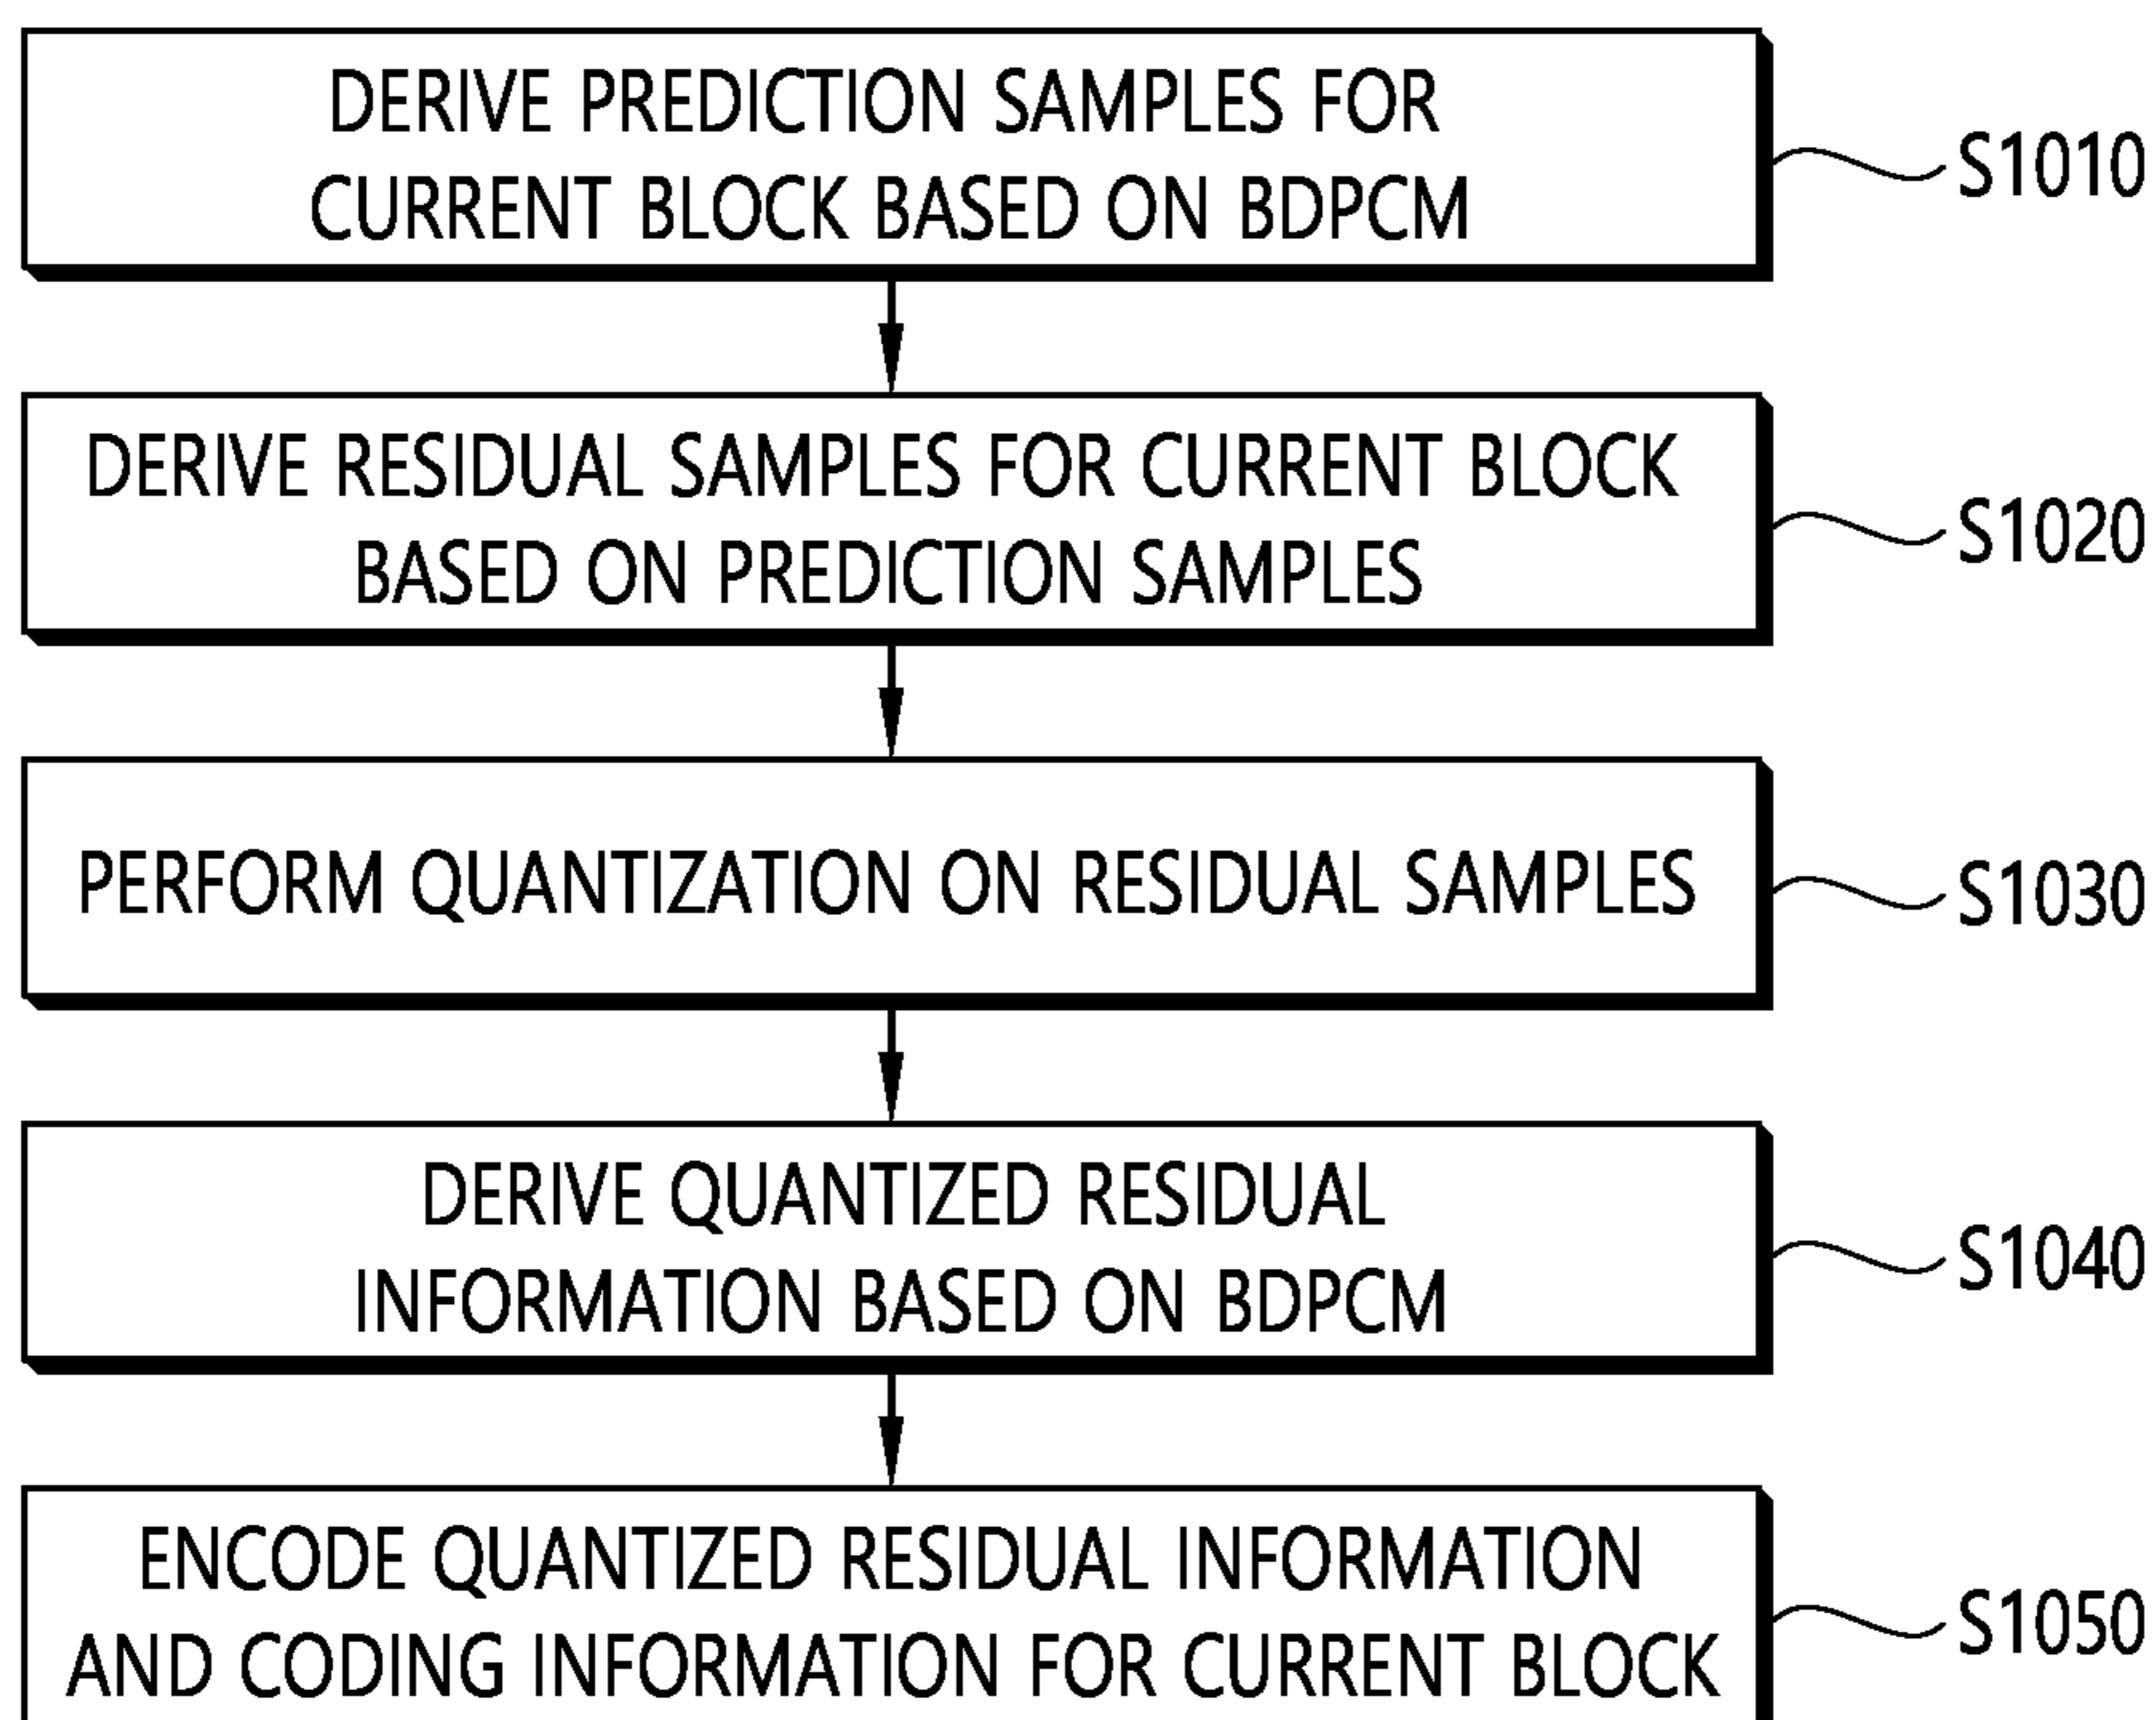 DERIVE PREDICTION SAMPLES FOR
CURRENT BLOCK BASED ON BDPCM
S1010
DERIVE RESIDUAL SAMPLES FOR CURRENT BLOCK
BASED ON PREDICTION SAMPLES
S1020
PERFORM QUANTIZATION ON RESIDUAL SAMPLES
S1030
DERIVE QUANTIZED RESIDUAL
INFORMATION BASED ON BDPCM
S1040
ENCODE QUANTIZED RESIDUAL INFORMATION
AND CODING INFORMATION FOR CURRENT BLOCK
S1050